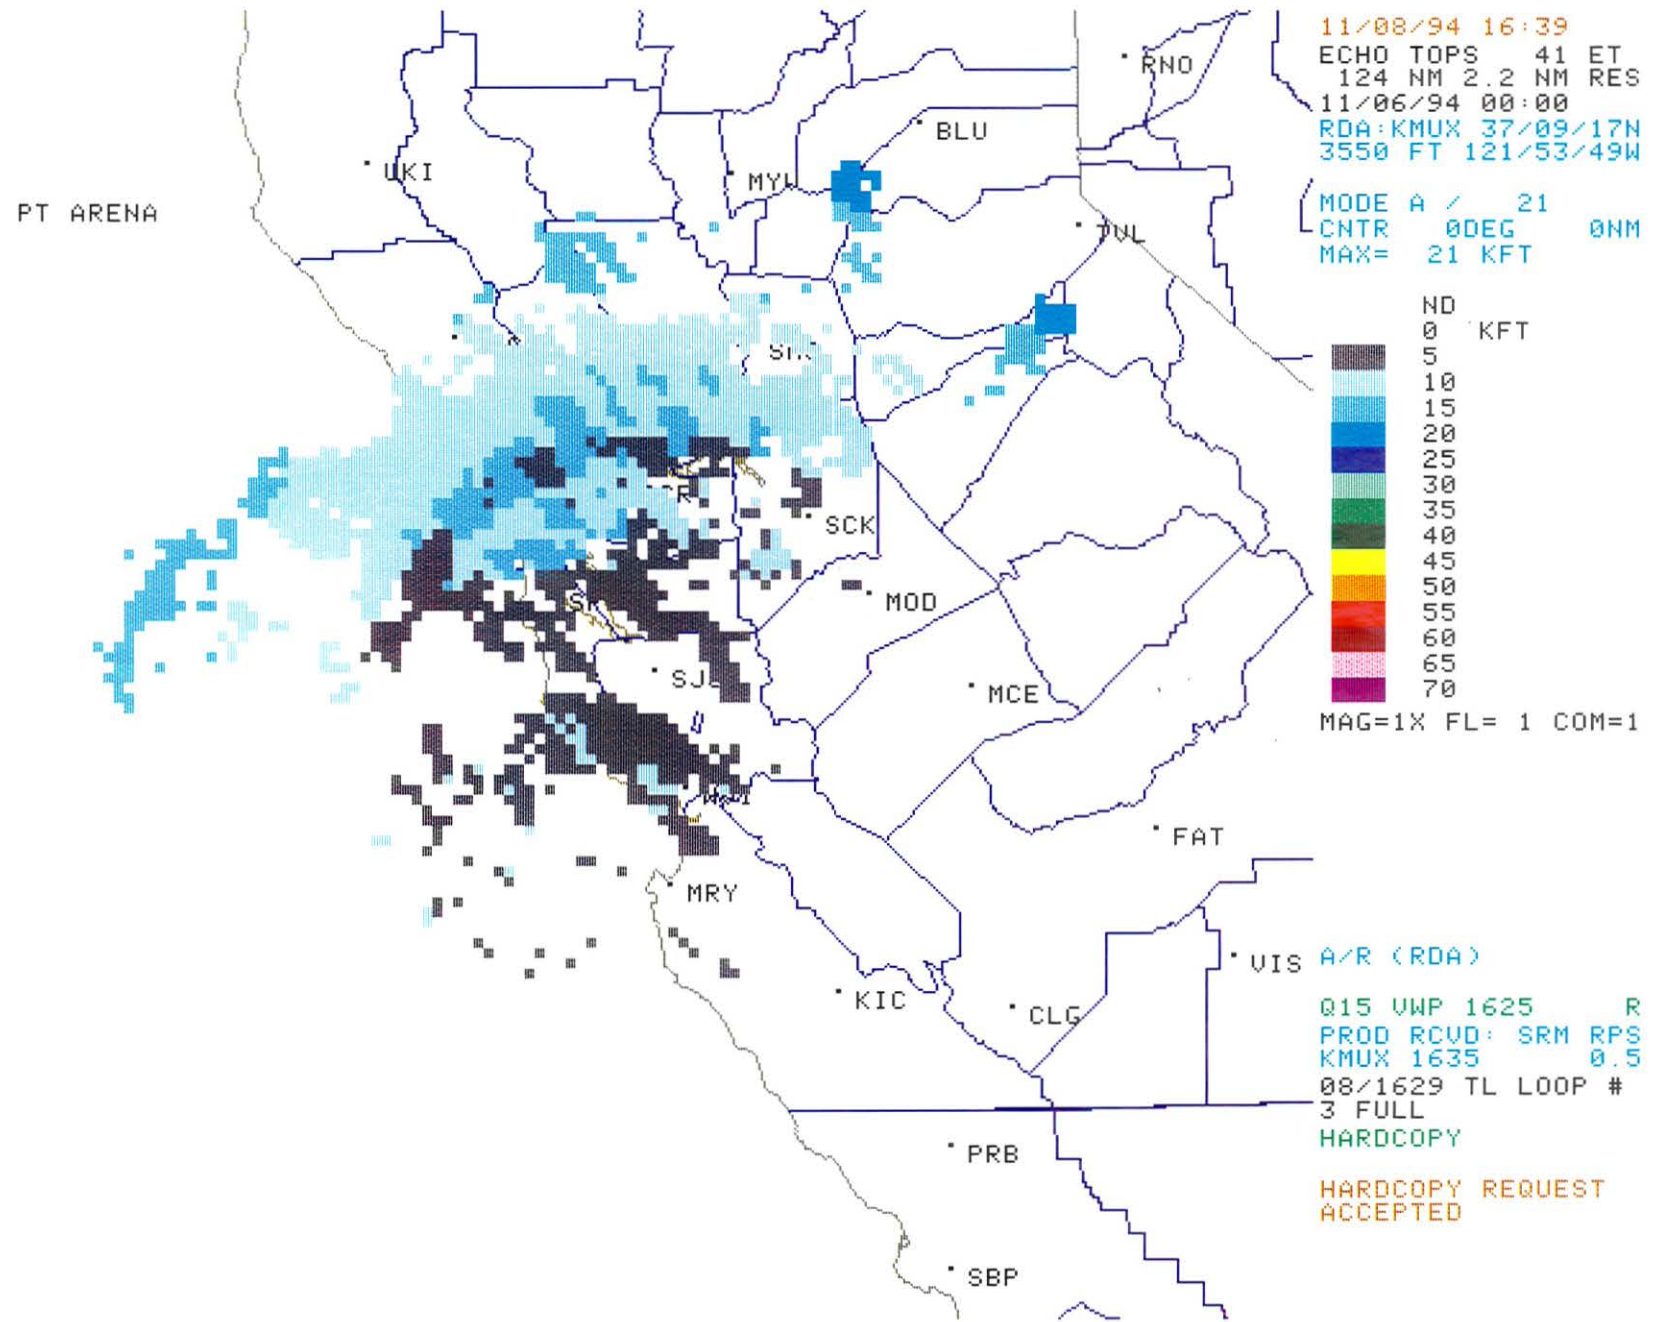 11/08/94 16:39
ECHO TOPS 41 ET
124 NM 2.2 NM RES
11/06/94 00:00
RDA:KMUX 37/09/17N
3550 FT 121/53/49W
MODE A / 21
CNTR 0DEG 0NM
MAX= 21 KFT
ND
0 KFT
5
10
15
20
25
30
35
40
45
50
55
60
65
70
MAG=1X FL= 1 COM=1
A/R (RDA)
Q15 VWP 1625 R
PROD RCVD: SRM RPS
KMUX 1635 0.5
08/1629 TL LOOP #
3 FULL
HARDCOPY
HARDCOPY REQUEST
ACCEPTED
RNO
BLU
UKI
PT ARENA
TVL
SCK
MOD
MCE
FAT
MRY
VIS
KIC
CLG
PRB
SBP